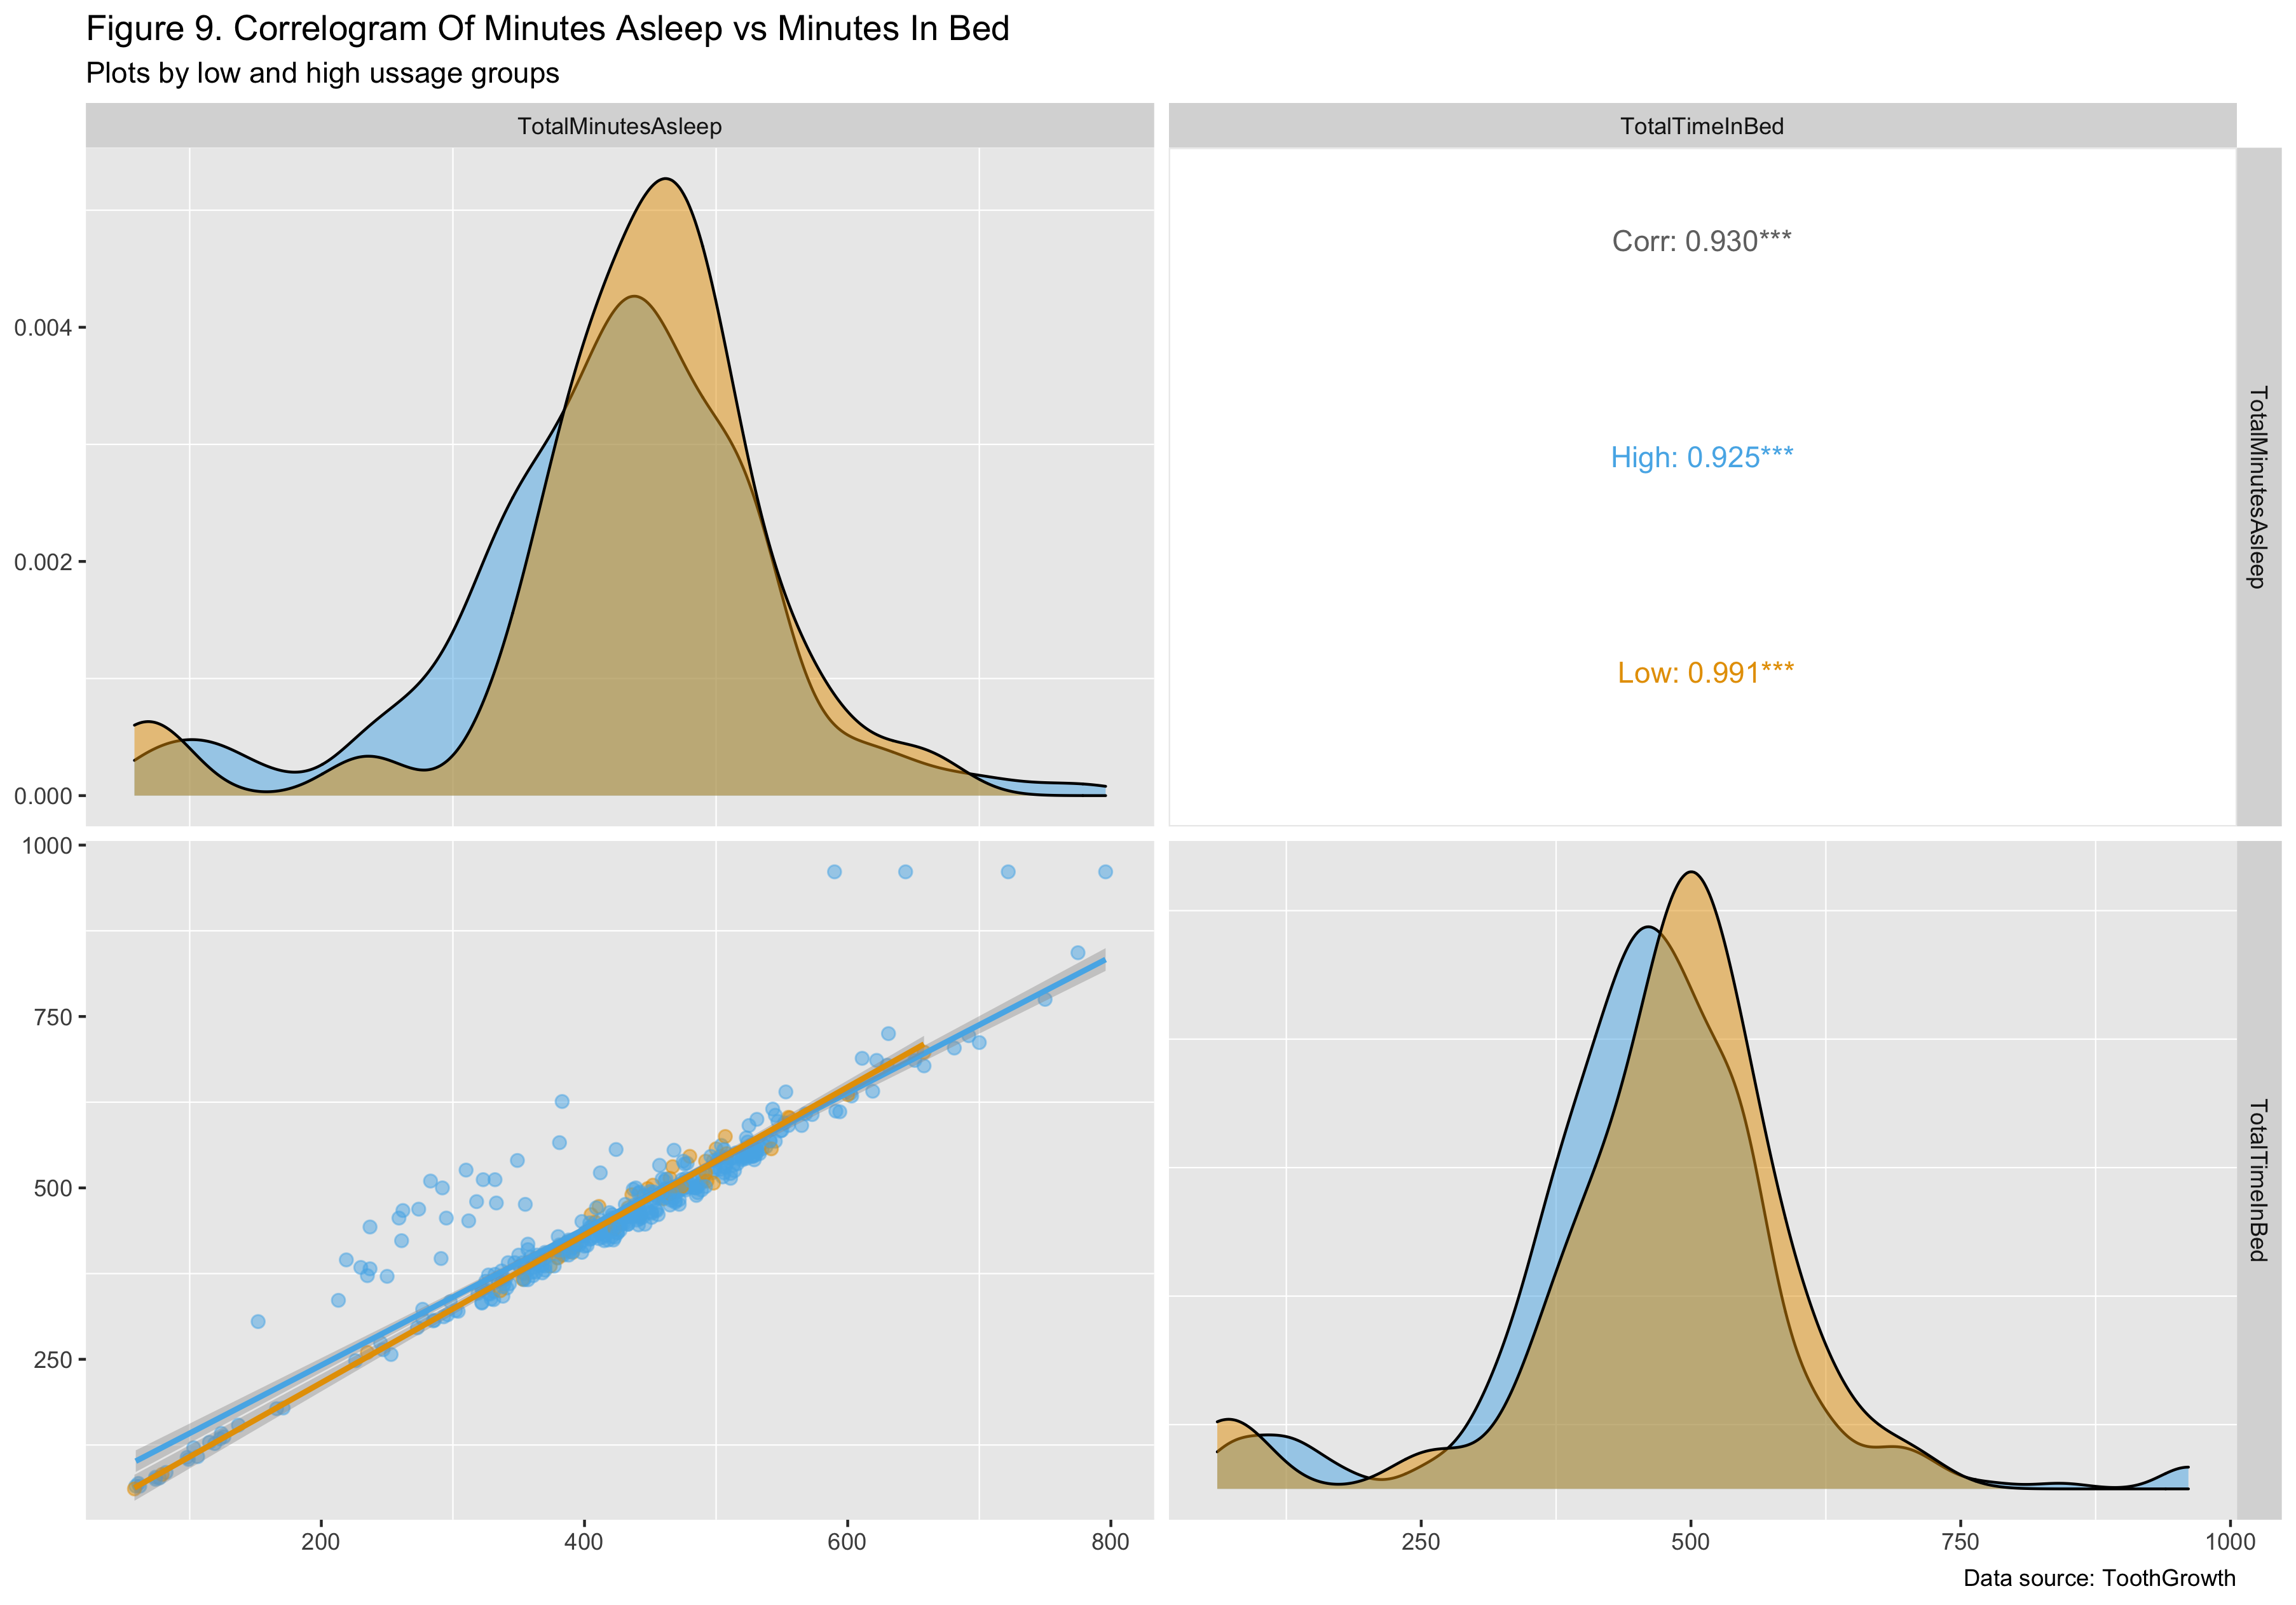 Figure 9. Correlogram Of Minutes Asleep vs Minutes In Bed
Plots by low and high ussage groups
TotalMinutesAsleep
TotalTimeInBed
0.004
0.002
0.000
Corr: 0.930***
High: 0.925***
Low: 0.991***
TotalMinutesAsleep
1000
750
500
250
TotalTimeInBed
200
400
600
800
250
500
750
1000
Data source: ToothGrowth